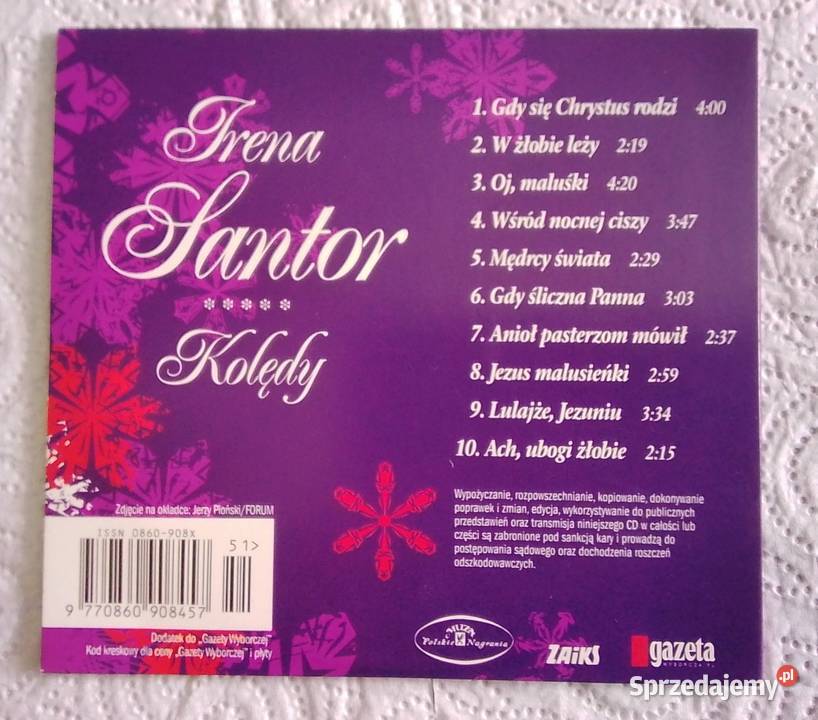 Irena
Santor
Kolędy
1. Gdy się Chrystus rodzi 4:00
2. W żłobie leży 2:19
3. Oj, maluśki 4:20
4. Wśród nocnej ciszy 3:47
5. Mędrcy świata 2:29
6. Gdy śliczna Panna 3:03
7. Anioł pasterzom mówił 2:37
8. Jezus malusieńki 2:59
9. Lulajże, Jezuniu 3:34
10. Ach, ubogi żłobie 2:15
Wypożyczanie, rozpowszechnianie, kopiowanie, dokonywanie
poprawek i zmian, edycja, wykorzystywanie do publicznych
przedstawień oraz transmisja niniejszego CD w całości lub
części są zabronione pod sankcją kary i prowadzą do
postępowania sądowego oraz dochodzenia roszczeń
odszkodowawczych.
Zdjęcie na okładce: Jerzy Płoński/FORUM
ISSN 0860-908X
51>
9 770860 908457
Dodatek do „Gazety Wyborczej”
Kod kreskowy dla ceny „Gazety Wyborczej” i płyty
MUZA
Polskie Nagrania
ZAiKS
gazeta
WYBORCZA.PL
Sprzedajemy.pl